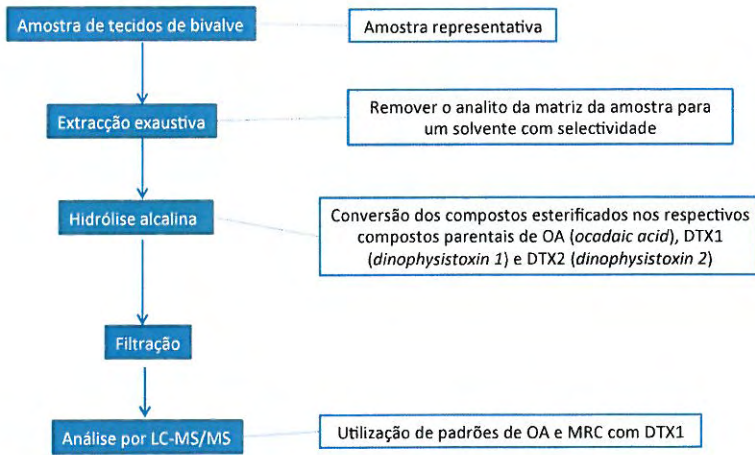 Amostra de tecidos de bivalve
Amostra representativa
Extracção exaustiva
Remover o analito da matriz da amostra para
um solvente com selectividade
Hidrólise alcalina
Conversão dos compostos esterificados nos respectivos
compostos parentais de OA (ocadaic acid), DTX1
(dinophysistoxin 1) e DTX2 (dinophysistoxin 2)
Filtração
Análise por LC-MS/MS
Utilização de padrões de OA e MRC com DTX1